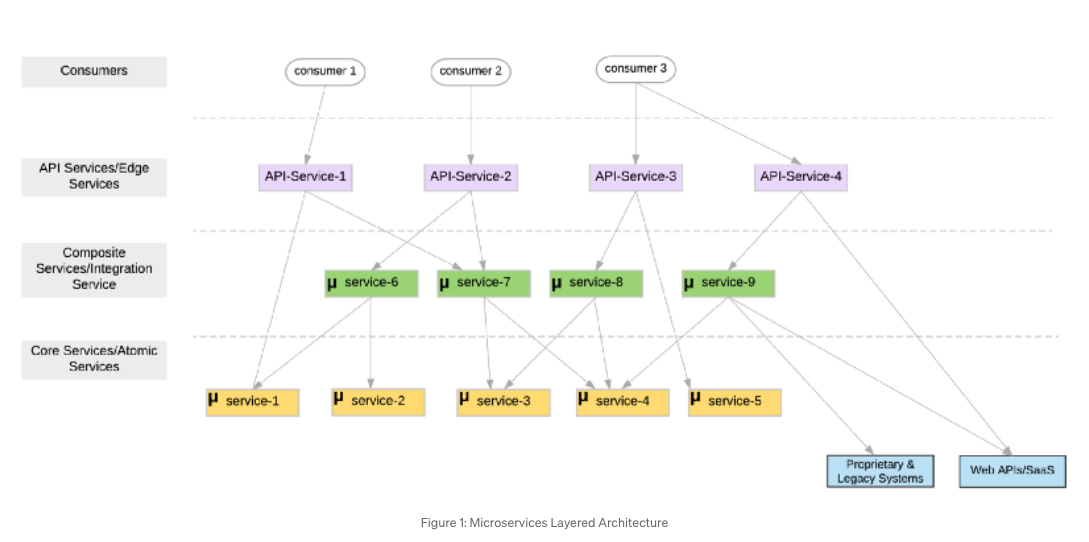 Consumers
consumer 1
consumer 2
consumer 3
API Services/Edge
Services
API-Service-1
API-Service-2
API-Service-3
API-Service-4
Composite
Services/Integration
Service
μ service-6
μ service-7
μ service-8
μ service-9
Core Services/Atomic
Services
μ service-1
μ service-2
μ service-3
μ service-4
μ service-5
Proprietary &
Legacy Systems
Web APIs/SaaS
Figure 1: Microservices Layered Architecture